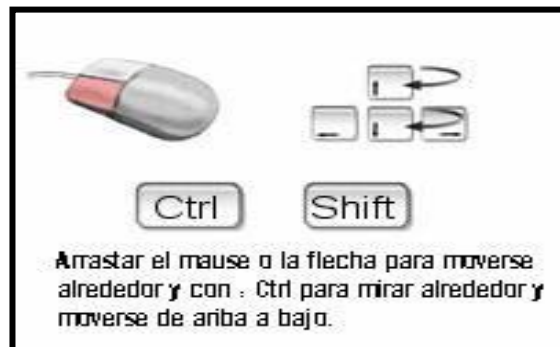 Ctrl Shift
Arrastar el mause o la flecha para moverse
alrededor y con : Ctrl para mirar alrededor y
moverse de ariba a bajo.